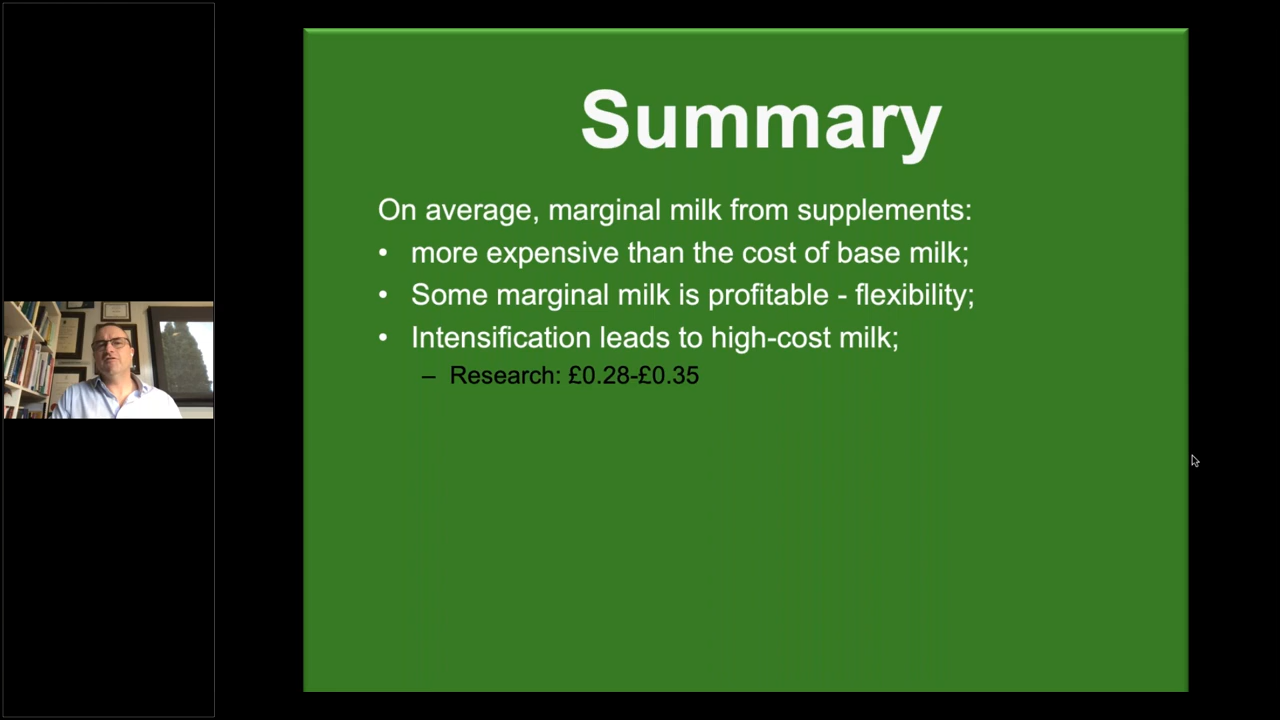 Summary
On average, marginal milk from supplements:
• more expensive than the cost of base milk;
• Some marginal milk is profitable - flexibility;
• Intensification leads to high-cost milk;
– Research: £0.28-£0.35